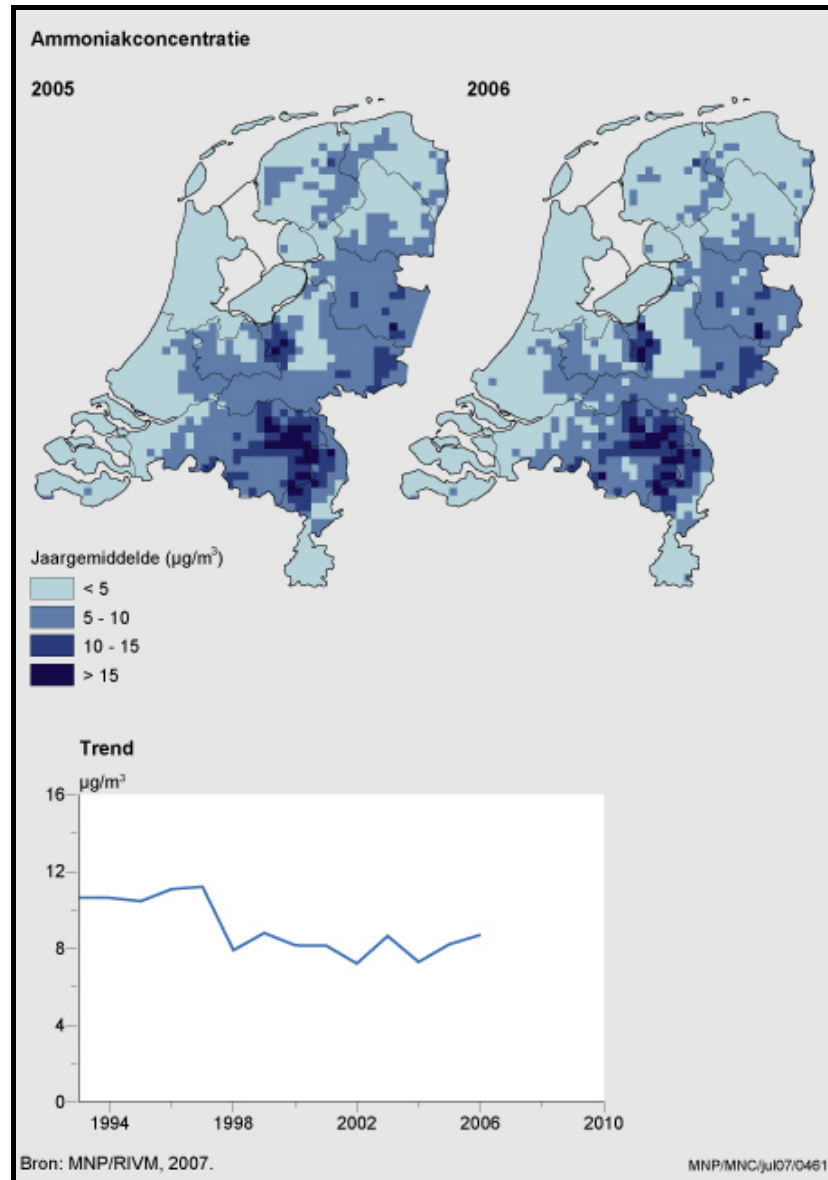 Ammoniakconcentratie
2005
2006
Jaargemiddelde (µg/m³)
< 5
5 - 10
10 - 15
> 15
Trend
µg/m³
16
12
8
4
0
1994
1998
2002
2006
2010
Bron: MNP/RIVM, 2007.
MNP/MNC/jul07/0461